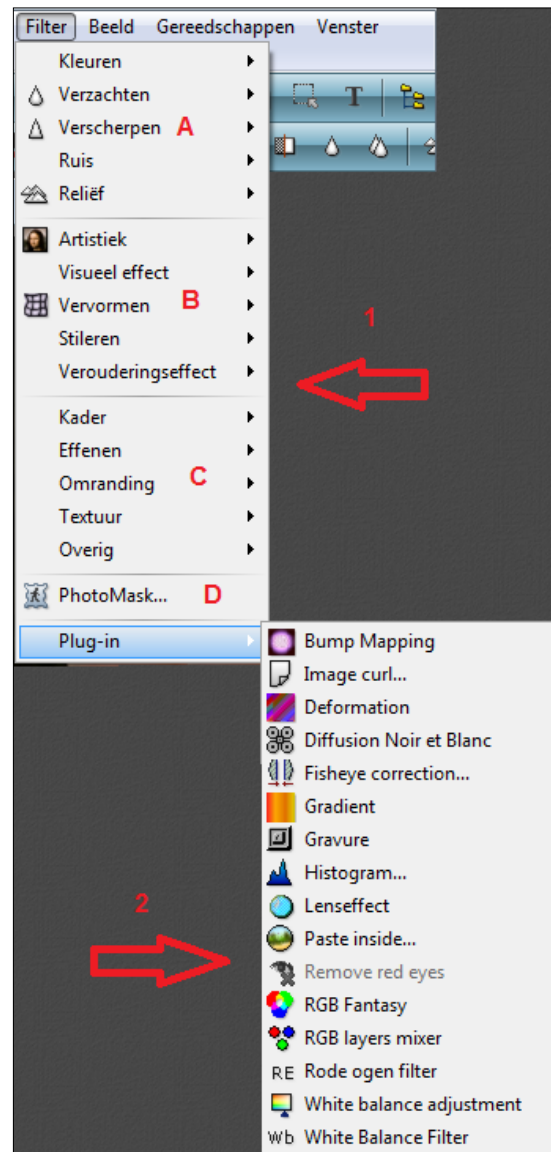 Filter Beeld Gereedschappen Venster
Kleuren
Verzachten
Verscherpen A
Ruis
Reliëf
Artistiek
Visueel effect
Vervormen B
1
Stileren
Verouderingseffect
Kader
Effenen
Omranding C
Textuur
Overig
PhotoMask... D
Plug-in
Bump Mapping
Image curl...
Deformation
Diffusion Noir et Blanc
Fisheye correction...
Gradient
Gravure
Histogram...
2
Lenseffect
Paste inside...
Remove red eyes
RGB Fantasy
RGB layers mixer
RE Rode ogen filter
White balance adjustment
Wb White Balance Filter